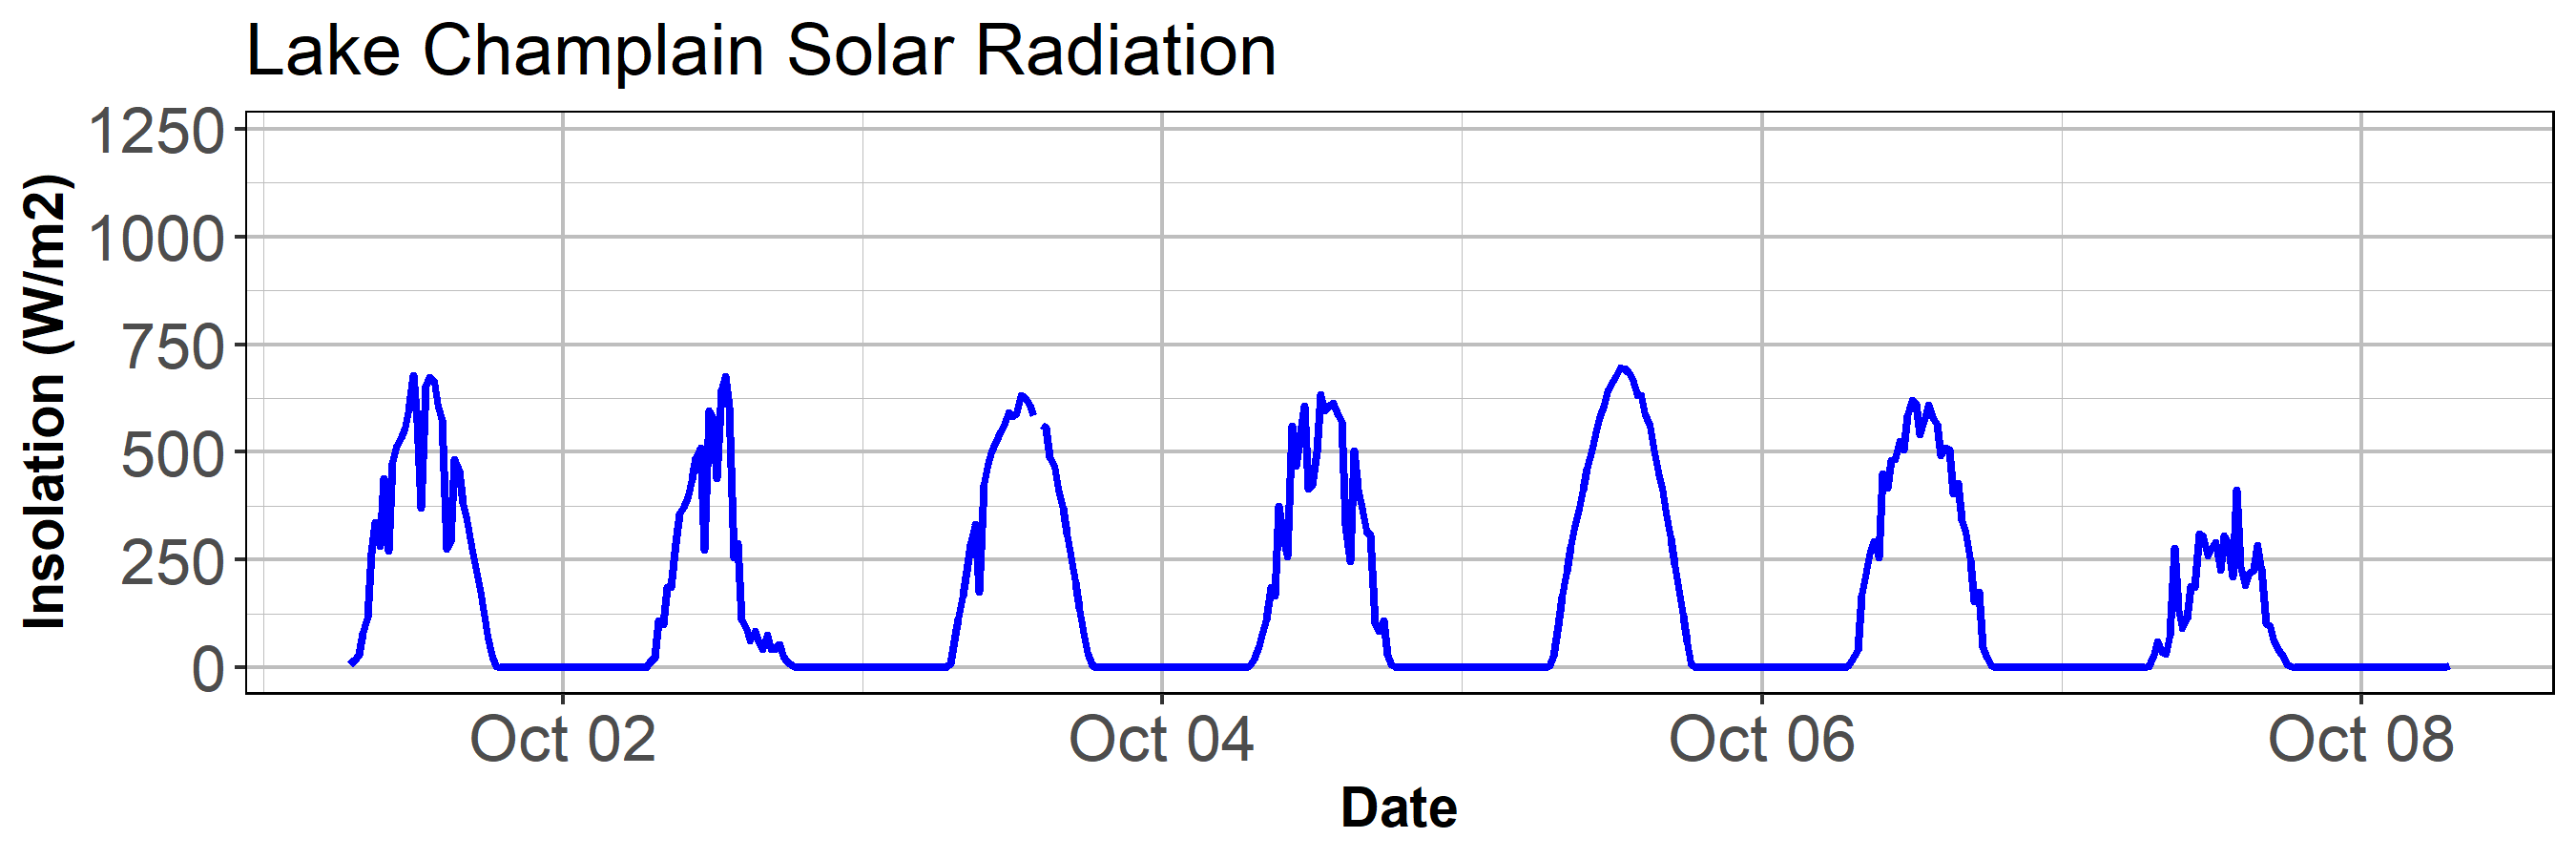 Lake Champlain Solar Radiation
Insolation (W/m2)
1250
1000
750
500
250
0
Oct 02 Oct 04 Oct 06 Oct 08
Date